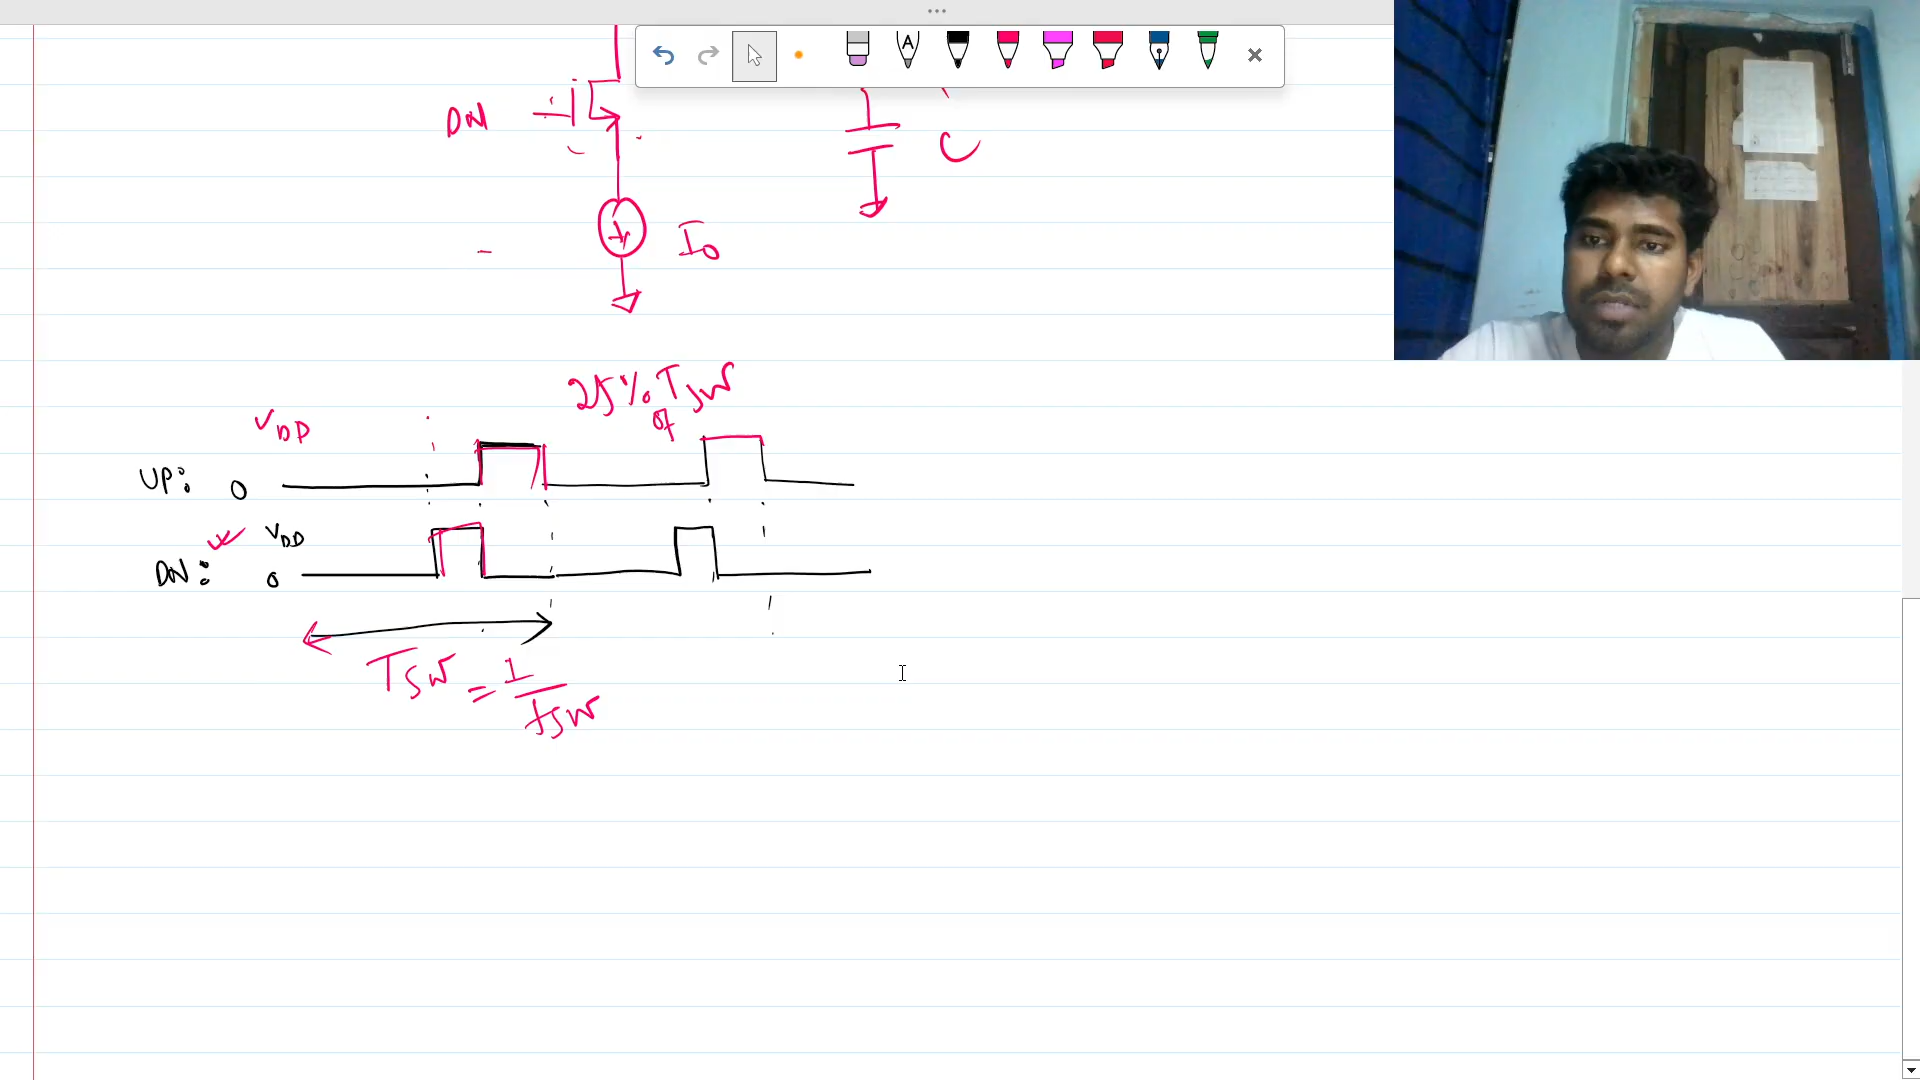 A
DN
C
I0
25% TSW
of
VDD
UP: 0
VDD
DN: 0
TSW = 1
fSW